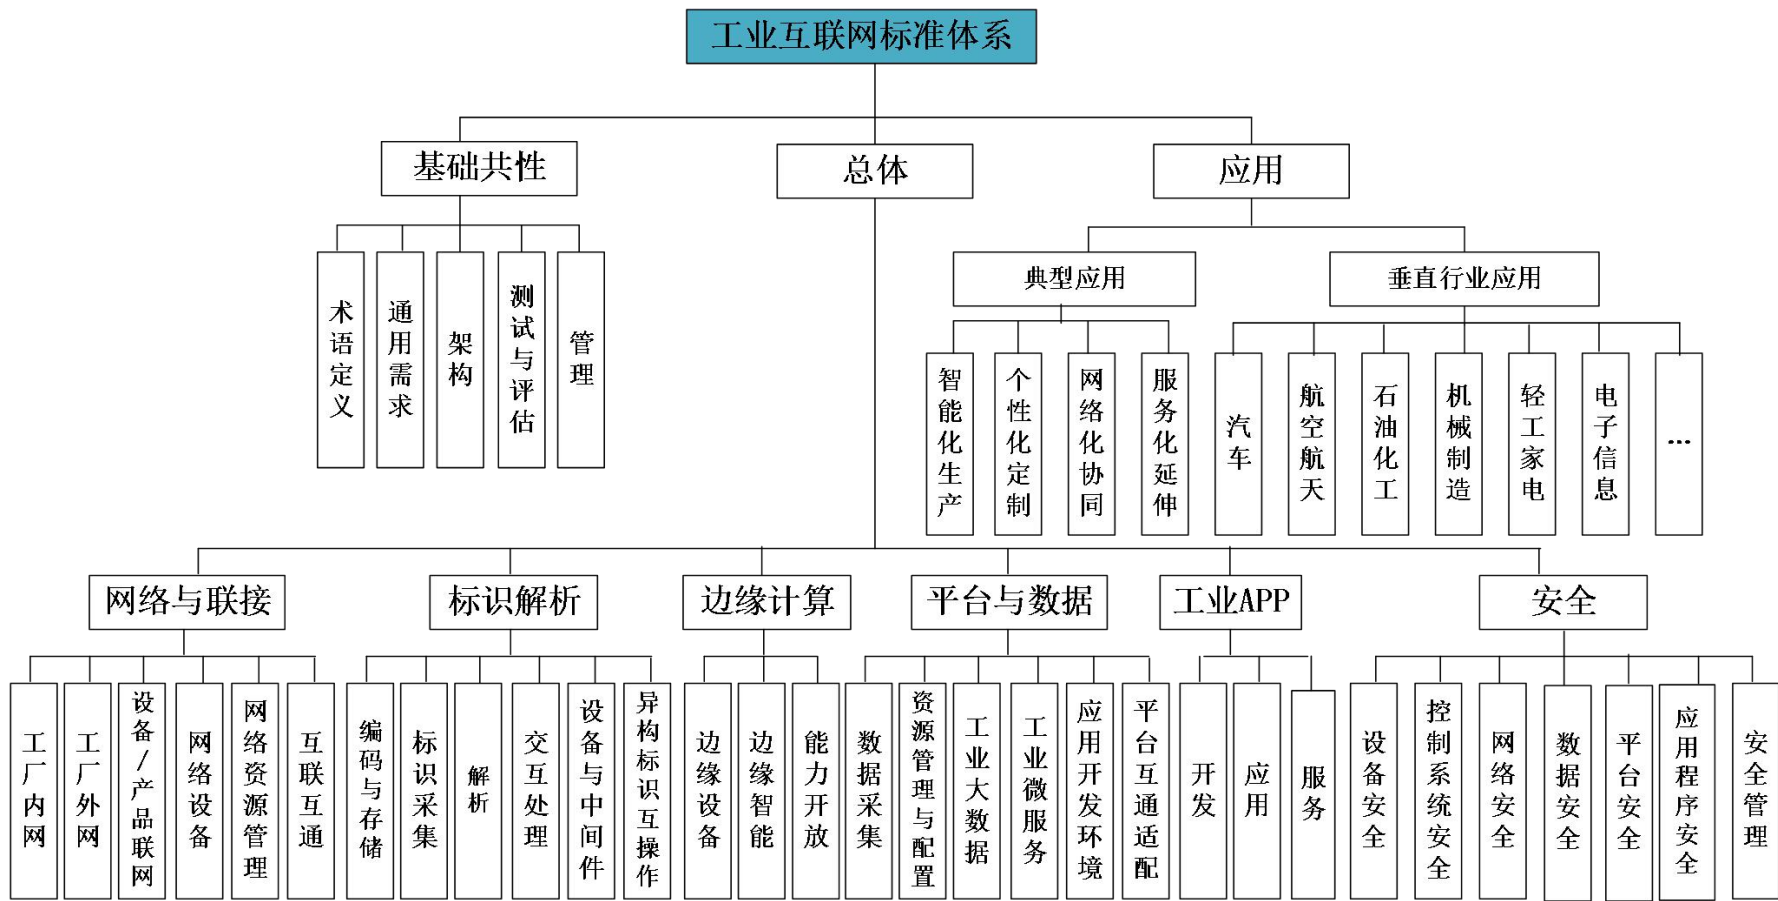 工业互联网标准体系
基础共性
总体
应用
术语定义
通用需求
架构
测试与评估
管理
典型应用
垂直行业应用
智能化生产
个性化定制
网络化协同
服务化延伸
汽车
航空航天
石油化工
机械制造
轻工家电
电子信息
...
网络与联接
标识解析
边缘计算
平台与数据
工业APP
安全
工厂内网
工厂外网
设备/产品联网
网络设备
网络资源管理
互联互通
编码与存储
标识采集
解析
交互处理
设备与中间件
异构标识互操作
边缘设备
边缘智能
能力开放
数据采集
资源管理与配置
工业大数据
工业微服务
应用开发环境
平台互通适配
开发
应用
服务
设备安全
控制系统安全
网络安全
数据安全
平台安全
应用程序安全
安全管理